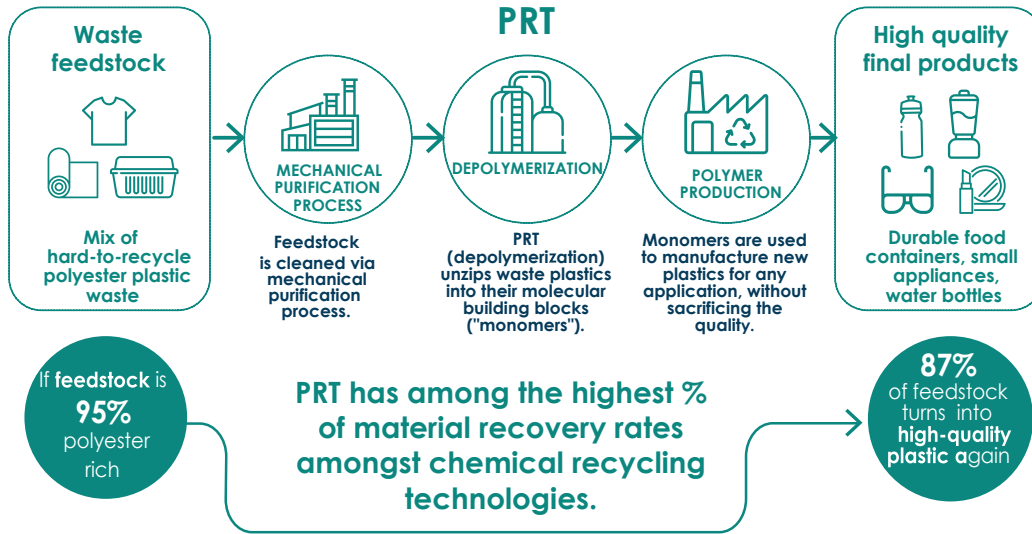 PRT
Waste
feedstock
Mix of
hard-to-recycle
polyester plastic
waste
MECHANICAL
PURIFICATION
PROCESS
Feedstock
is cleaned via
mechanical
purification
process.
DEPOLYMERIZATION
PRT
(depolymerization)
unzips waste plastics
into their molecular
building blocks
("monomers").
POLYMER
PRODUCTION
Monomers are used
to manufacture new
plastics for any
application, without
sacrificing the
quality.
High quality
final products
Durable food
containers, small
appliances,
water bottles
If feedstock is
95%
polyester
rich
PRT has among the highest %
of material recovery rates
amongst chemical recycling
technologies.
87%
of feedstock
turns into
high-quality
plastic again